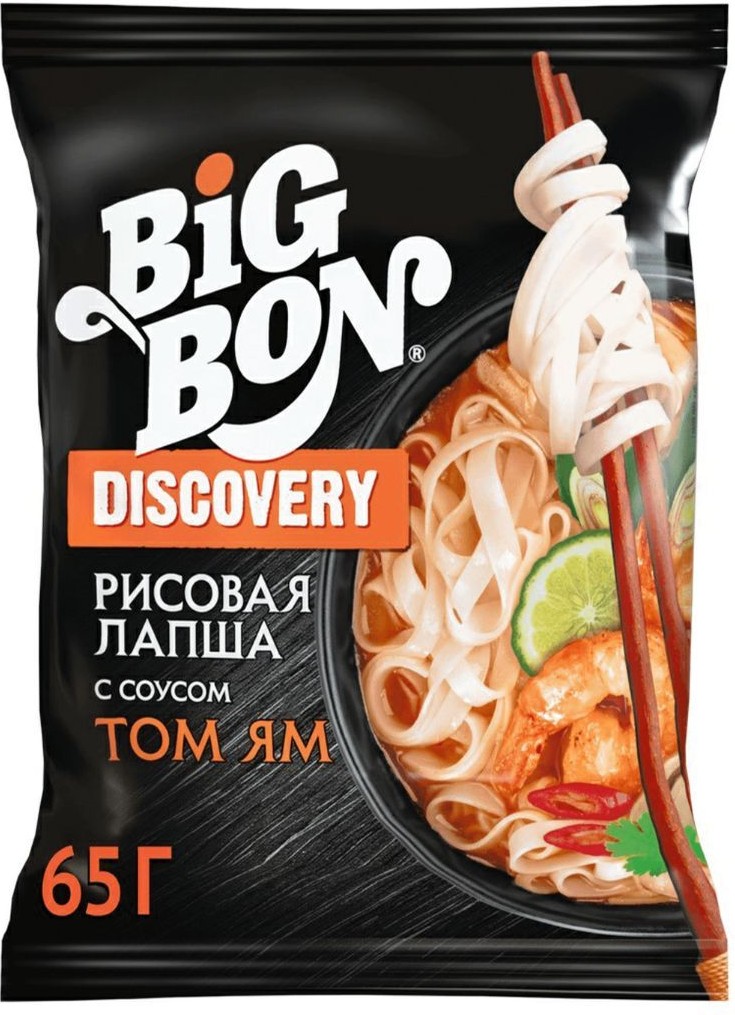 BiG
BON®
DISCOVERY
РИСОВАЯ
ЛАПША
С СОУСОМ
ТОМ ЯМ
65Г